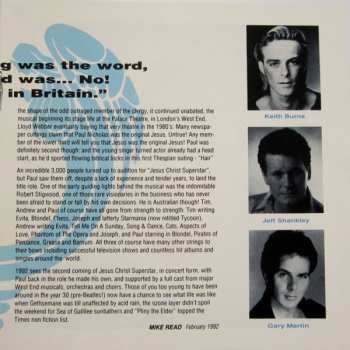 g was the word,
d was... No!
in Britain."
the shape of the odd outraged member of the clergy, it continued unabated, the
musical beginning its stage life at the Palace Theatre, in London's West End.
Lloyd Webber eventually buying that very theatre in the 1980's. Many newspa-
per cuttings claim that Paul Nicholas was the original Jesus. Untrue! Any mem-
ber of the tower band will tell you that Jesus was the original Jesus! Paul was
definitely second though: and the young singer turned actor already had a head
start, as he'd sported flowing biblical locks in his first Thespian outing - "Hair"
An incredible 3,000 people turned up to audition for "Jesus Christ Superstar",
but Paul saw them off, despite a lack of experience and tender years, to land the
title role. One of the early guiding lights behind the musical was the indomitable
Robert Stigwood, one of those rare visionaries in the business who has never
been afraid to stand or fall by his own decisions. He is Australian though! Tim,
Andrew and Paul of course have all gone from strength to strength. Tim writing
Evita, Blondel, Chess, Joseph and latterly Starmania (now retitled Tycoon),
Andrew writing Evita, Tell Me On A Sunday, Song & Dance, Cats, Aspects of
Love, Phantom of The Opera and Joseph, and Paul starring in Blondel, Pirates of
Penzance, Grease and Barnum. All three of course have many other strings to
their bows including successful television shows and countless hit albums and
singles around the world.
1992 sees the second coming of Jesus Christ Superstar, in concert form, with
Paul back in the role he made his own, and supported by a full cast from major
West End musicals, orchestras and choirs. Those of you too young to have been
around in the year 30 (pre-Beatles!) now have a chance to see what life was like
when Gethsemane was till unaffected by acid rain, the ozone layer didn't spoil
the weekend for Sea of Galilee sunbathers and "Pliny the Elder" topped the
Times non fiction list.
MIKE READ February 1992
Keith Burns
Jeff Shankley
Gary Martin